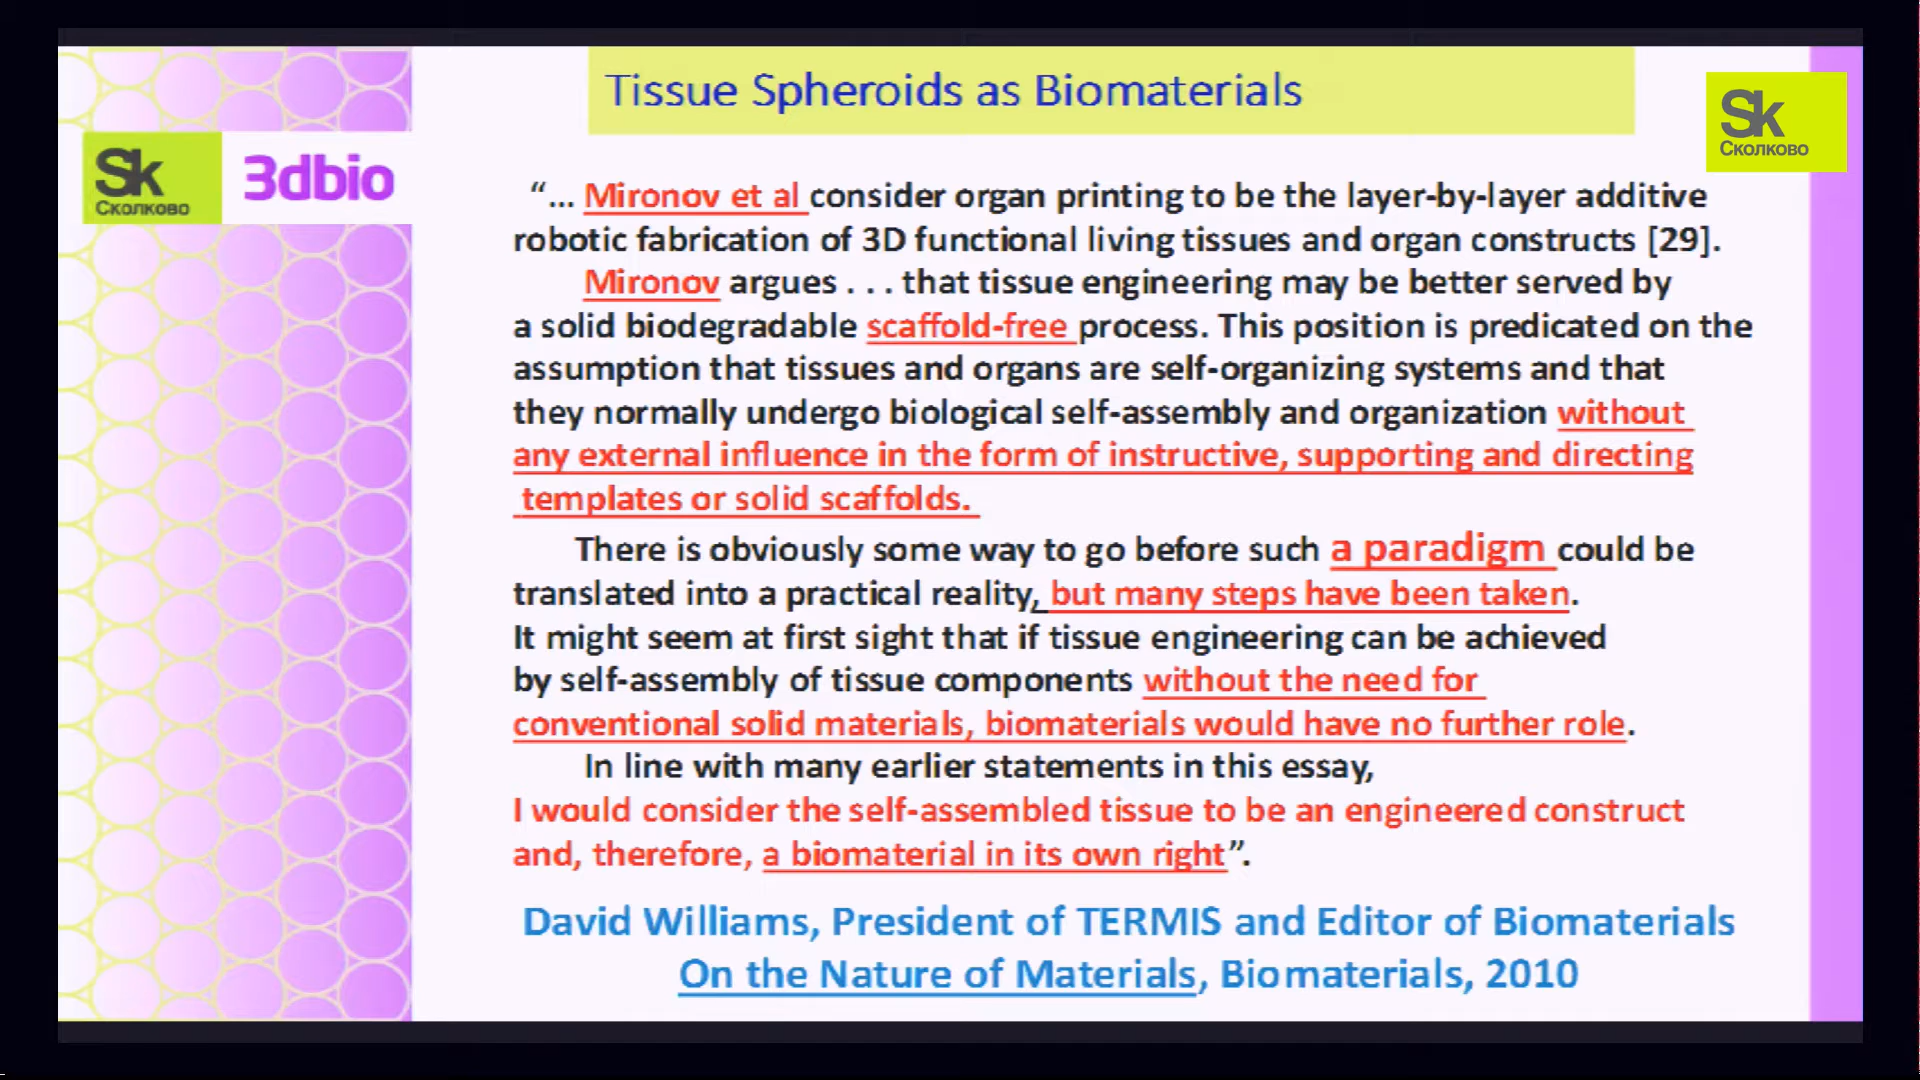 Tissue Spheroids as Biomaterials
Sk
Сколково
Sk
Сколково
3dbio
“... Mironov et al consider organ printing to be the layer-by-layer additive
robotic fabrication of 3D functional living tissues and organ constructs [29].
Mironov argues . . . that tissue engineering may be better served by
a solid biodegradable scaffold-free process. This position is predicated on the
assumption that tissues and organs are self-organizing systems and that
they normally undergo biological self-assembly and organization without
any external influence in the form of instructive, supporting and directing
templates or solid scaffolds.
There is obviously some way to go before such a paradigm could be
translated into a practical reality, but many steps have been taken.
It might seem at first sight that if tissue engineering can be achieved
by self-assembly of tissue components without the need for
conventional solid materials, biomaterials would have no further role.
In line with many earlier statements in this essay,
I would consider the self-assembled tissue to be an engineered construct
and, therefore, a biomaterial in its own right”.
David Williams, President of TERMIS and Editor of Biomaterials
On the Nature of Materials, Biomaterials, 2010